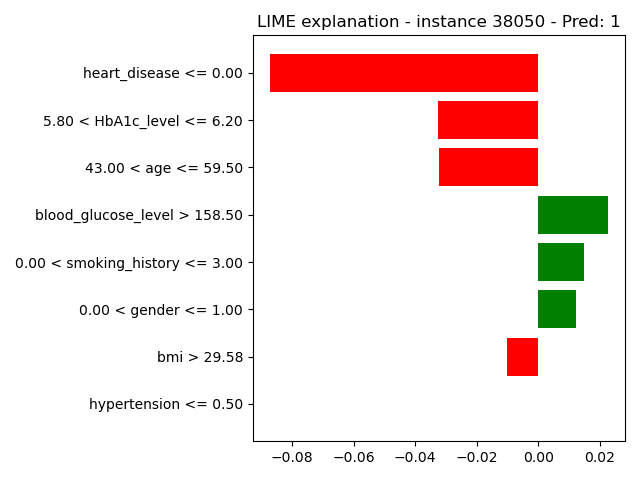 LIME explanation - instance 38050 - Pred: 1
heart_disease <= 0.00
5.80 < HbA1c_level <= 6.20
43.00 < age <= 59.50
blood_glucose_level > 158.50
0.00 < smoking_history <= 3.00
0.00 < gender <= 1.00
bmi > 29.58
hypertension <= 0.50
−0.08 −0.06 −0.04 −0.02 0.00 0.02